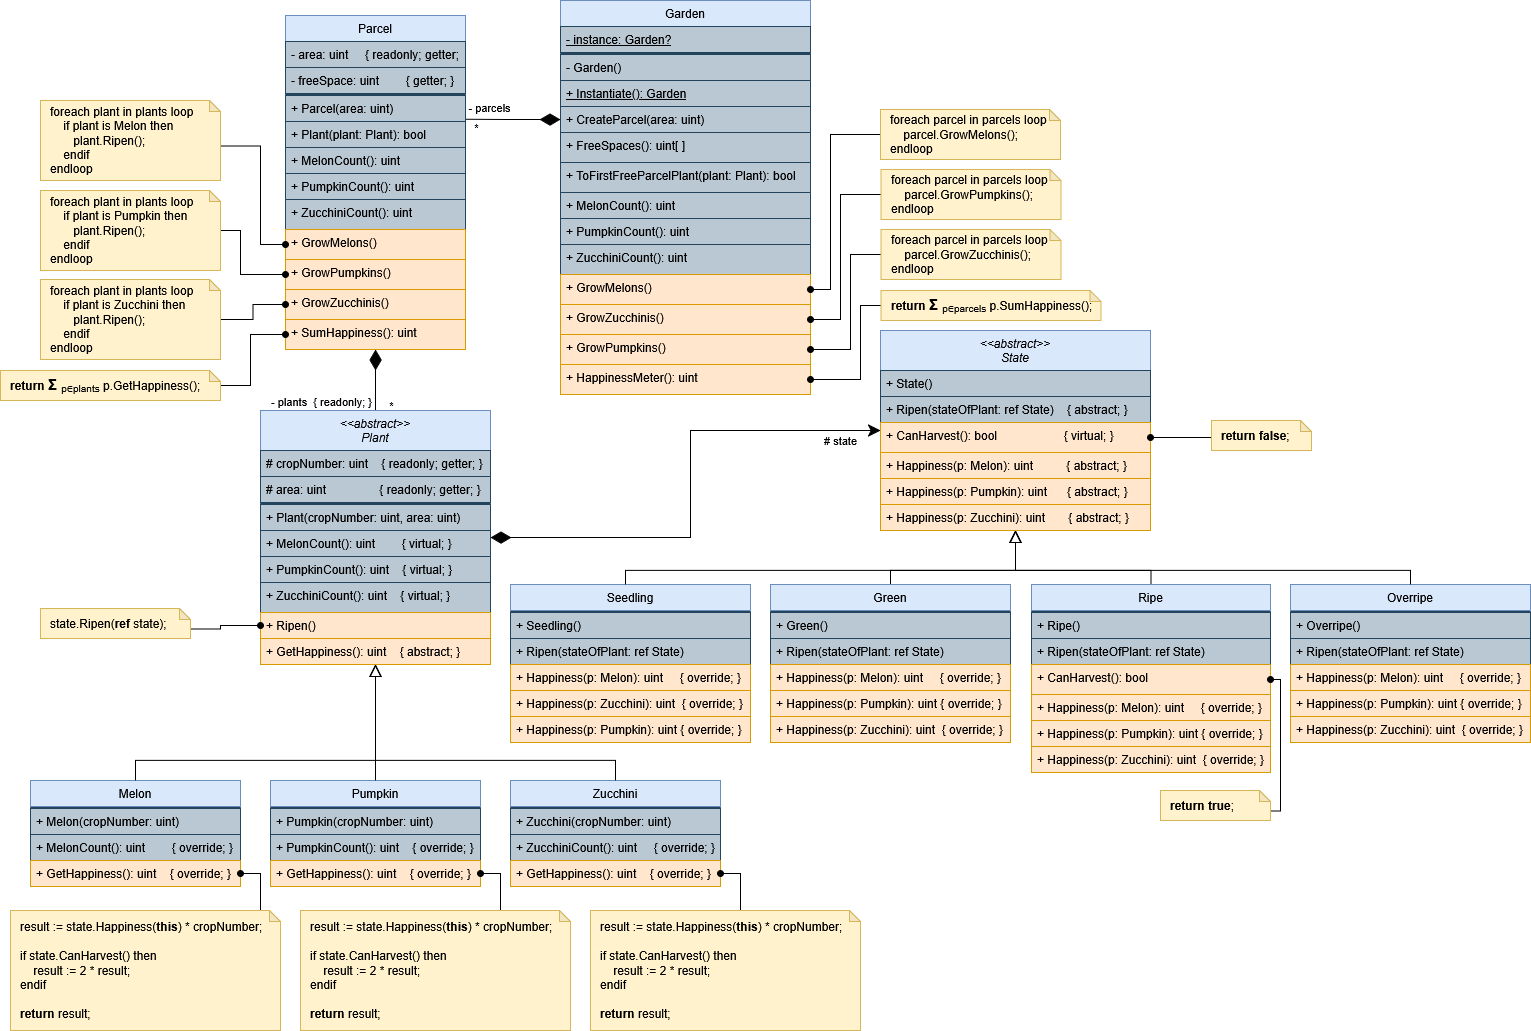 Parcel
- area: uint { readonly; getter;
- freeSpace: uint { getter; }
+ Parcel(area: uint)
+ Plant(plant: Plant): bool
+ MelonCount(): uint
+ PumpkinCount(): uint
+ ZucchiniCount(): uint
+ GrowMelons()
+ GrowPumpkins()
+ GrowZucchinis()
+ SumHappiness(): uint
foreach plant in plants loop
if plant is Melon then
plant.Ripen();
endif
endloop
foreach plant in plants loop
if plant is Pumpkin then
plant.Ripen();
endif
endloop
foreach plant in plants loop
if plant is Zucchini then
plant.Ripen();
endif
endloop
return Σ p∈plants p.GetHappiness();
- parcels
*
Garden
- instance: Garden?
- Garden()
+ Instantiate(): Garden
+ CreateParcel(area: uint)
+ FreeSpaces(): uint[ ]
+ ToFirstFreeParcelPlant(plant: Plant): bool
+ MelonCount(): uint
+ PumpkinCount(): uint
+ ZucchiniCount(): uint
+ GrowMelons()
+ GrowZucchinis()
+ GrowPumpkins()
+ HappinessMeter(): uint
foreach parcel in parcels loop
parcel.GrowMelons();
endloop
foreach parcel in parcels loop
parcel.GrowPumpkins();
endloop
foreach parcel in parcels loop
parcel.GrowZucchinis();
endloop
return Σ p∈parcels p.SumHappiness();
- plants { readonly; }
*
<<abstract>>
Plant
# cropNumber: uint { readonly; getter; }
# area: uint { readonly; getter; }
+ Plant(cropNumber: uint, area: uint)
+ MelonCount(): uint { virtual; }
+ PumpkinCount(): uint { virtual; }
+ ZucchiniCount(): uint { virtual; }
+ Ripen()
+ GetHappiness(): uint { abstract; }
state.Ripen(ref state);
# state
<<abstract>>
State
+ State()
+ Ripen(stateOfPlant: ref State) { abstract; }
+ CanHarvest(): bool { virtual; }
+ Happiness(p: Melon): uint { abstract; }
+ Happiness(p: Pumpkin): uint { abstract; }
+ Happiness(p: Zucchini): uint { abstract; }
return false;
Seedling
+ Seedling()
+ Ripen(stateOfPlant: ref State)
+ Happiness(p: Melon): uint { override; }
+ Happiness(p: Zucchini): uint { override; }
+ Happiness(p: Pumpkin): uint { override; }
Green
+ Green()
+ Ripen(stateOfPlant: ref State)
+ Happiness(p: Melon): uint { override; }
+ Happiness(p: Pumpkin): uint { override; }
+ Happiness(p: Zucchini): uint { override; }
Ripe
+ Ripe()
+ Ripen(stateOfPlant: ref State)
+ CanHarvest(): bool
+ Happiness(p: Melon): uint { override; }
+ Happiness(p: Pumpkin): uint { override; }
+ Happiness(p: Zucchini): uint { override; }
return true;
Overripe
+ Overripe()
+ Ripen(stateOfPlant: ref State)
+ Happiness(p: Melon): uint { override; }
+ Happiness(p: Pumpkin): uint { override; }
+ Happiness(p: Zucchini): uint { override; }
Melon
+ Melon(cropNumber: uint)
+ MelonCount(): uint { override; }
+ GetHappiness(): uint { override; }
Pumpkin
+ Pumpkin(cropNumber: uint)
+ PumpkinCount(): uint { override; }
+ GetHappiness(): uint { override; }
Zucchini
+ Zucchini(cropNumber: uint)
+ ZucchiniCount(): uint { override; }
+ GetHappiness(): uint { override; }
result := state.Happiness(this) * cropNumber;
if state.CanHarvest() then
result := 2 * result;
endif
return result;
result := state.Happiness(this) * cropNumber;
if state.CanHarvest() then
result := 2 * result;
endif
return result;
result := state.Happiness(this) * cropNumber;
if state.CanHarvest() then
result := 2 * result;
endif
return result;